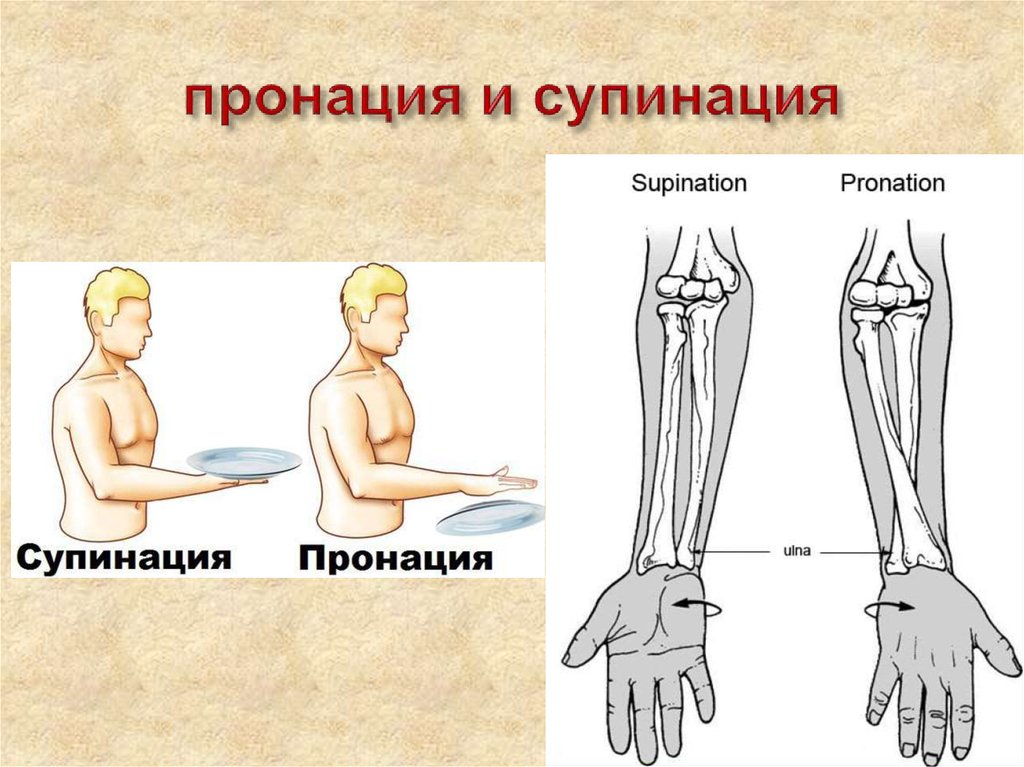 пронация и супинация
Супинация
Пронация
Supination
Pronation
ulna